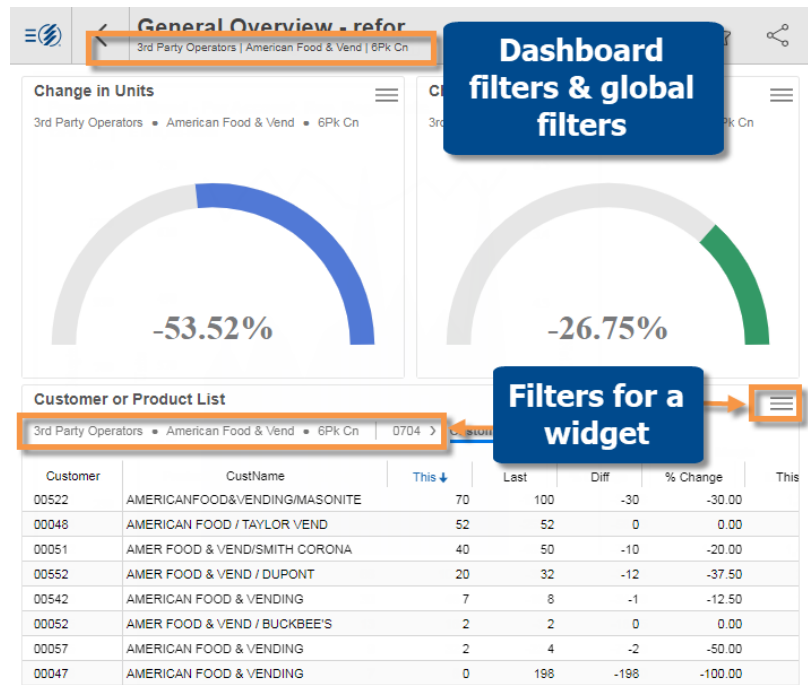 General Overview - refor
3rd Party Operators | American Food & Vend | 6Pk Cn
Dashboard
filters & global
filters
Change in Units
3rd Party Operators • American Food & Vend • 6Pk Cn
-53.52%
-26.75%
Customer or Product List
3rd Party Operators • American Food & Vend • 6Pk Cn | 0704 >
Filters for a
widget
Customer CustName This ↓ Last Diff % Change This
00522 AMERICANFOOD&VENDING/MASONITE 70 100 -30 -30.00
00048 AMERICAN FOOD / TAYLOR VEND 52 52 0 0.00
00051 AMER FOOD & VEND/SMITH CORONA 40 50 -10 -20.00
00552 AMER FOOD & VEND / DUPONT 20 32 -12 -37.50
00542 AMERICAN FOOD & VENDING 7 8 -1 -12.50
00052 AMER FOOD & VEND / BUCKBEE'S 2 2 0 0.00
00057 AMERICAN FOOD & VENDING 2 4 -2 -50.00
00047 AMERICAN FOOD & VENDING 0 198 -198 -100.00